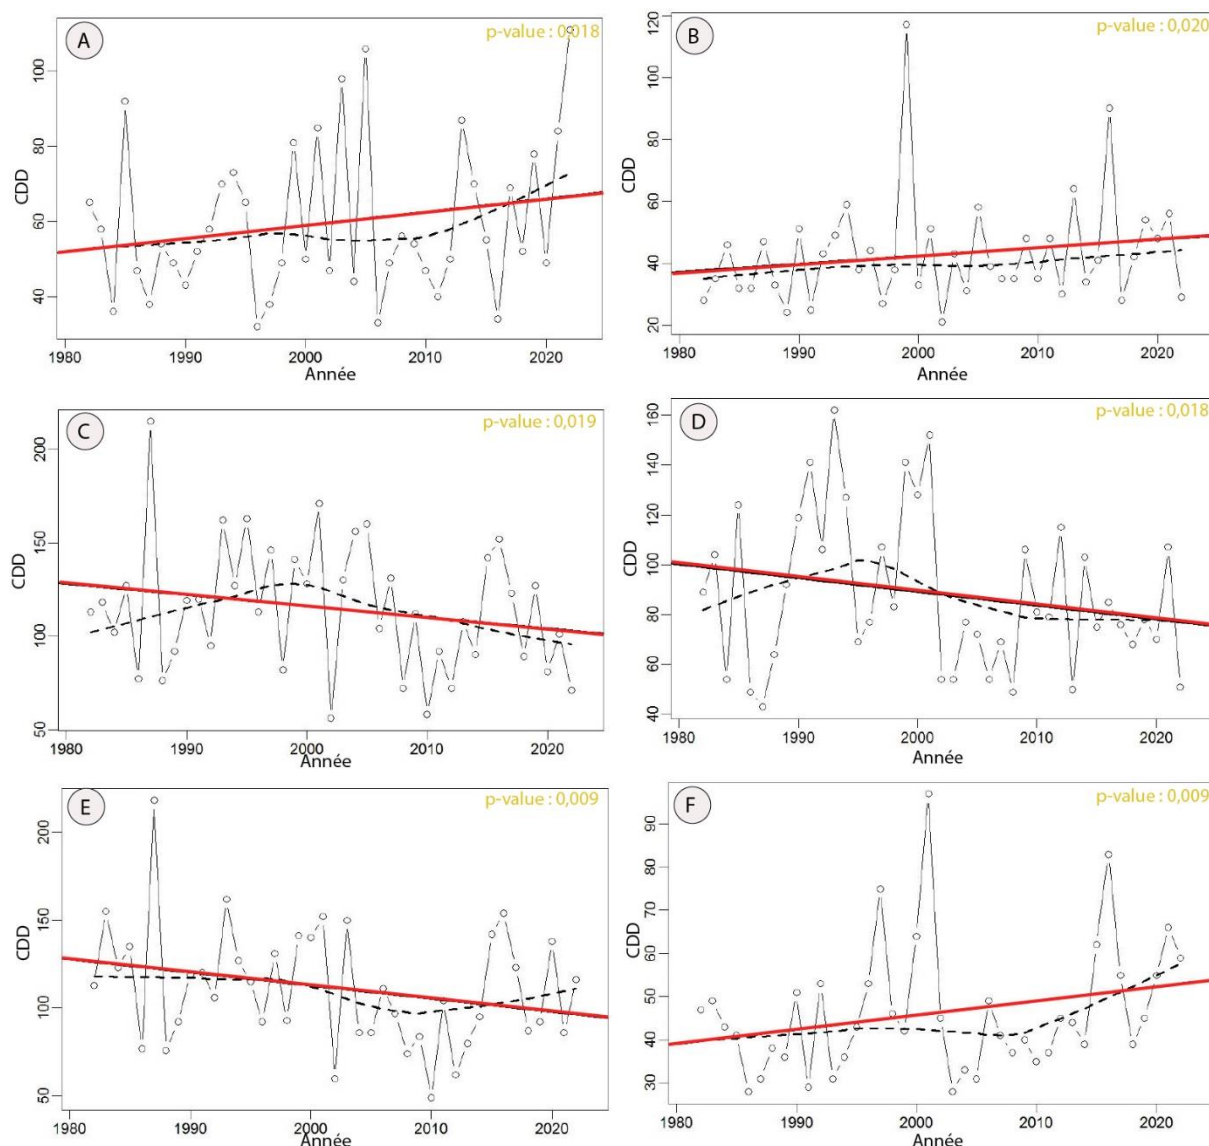 A
p-value : 0,018
CDD
40 60 80 100
1980 1990 2000 2010 2020
Année
B
p-value : 0,020
CDD
20 40 60 80 100 120
1980 1990 2000 2010 2020
Année
C
p-value : 0,019
CDD
50 100 150 200
1980 1990 2000 2010 2020
Année
D
p-value : 0,018
CDD
40 60 80 100 120 140 160
1980 1990 2000 2010 2020
Année
E
p-value : 0,009
CDD
50 100 150 200
1980 1990 2000 2010 2020
Année
F
p-value : 0,009
CDD
30 40 50 60 70 80 90
1980 1990 2000 2010 2020
Année